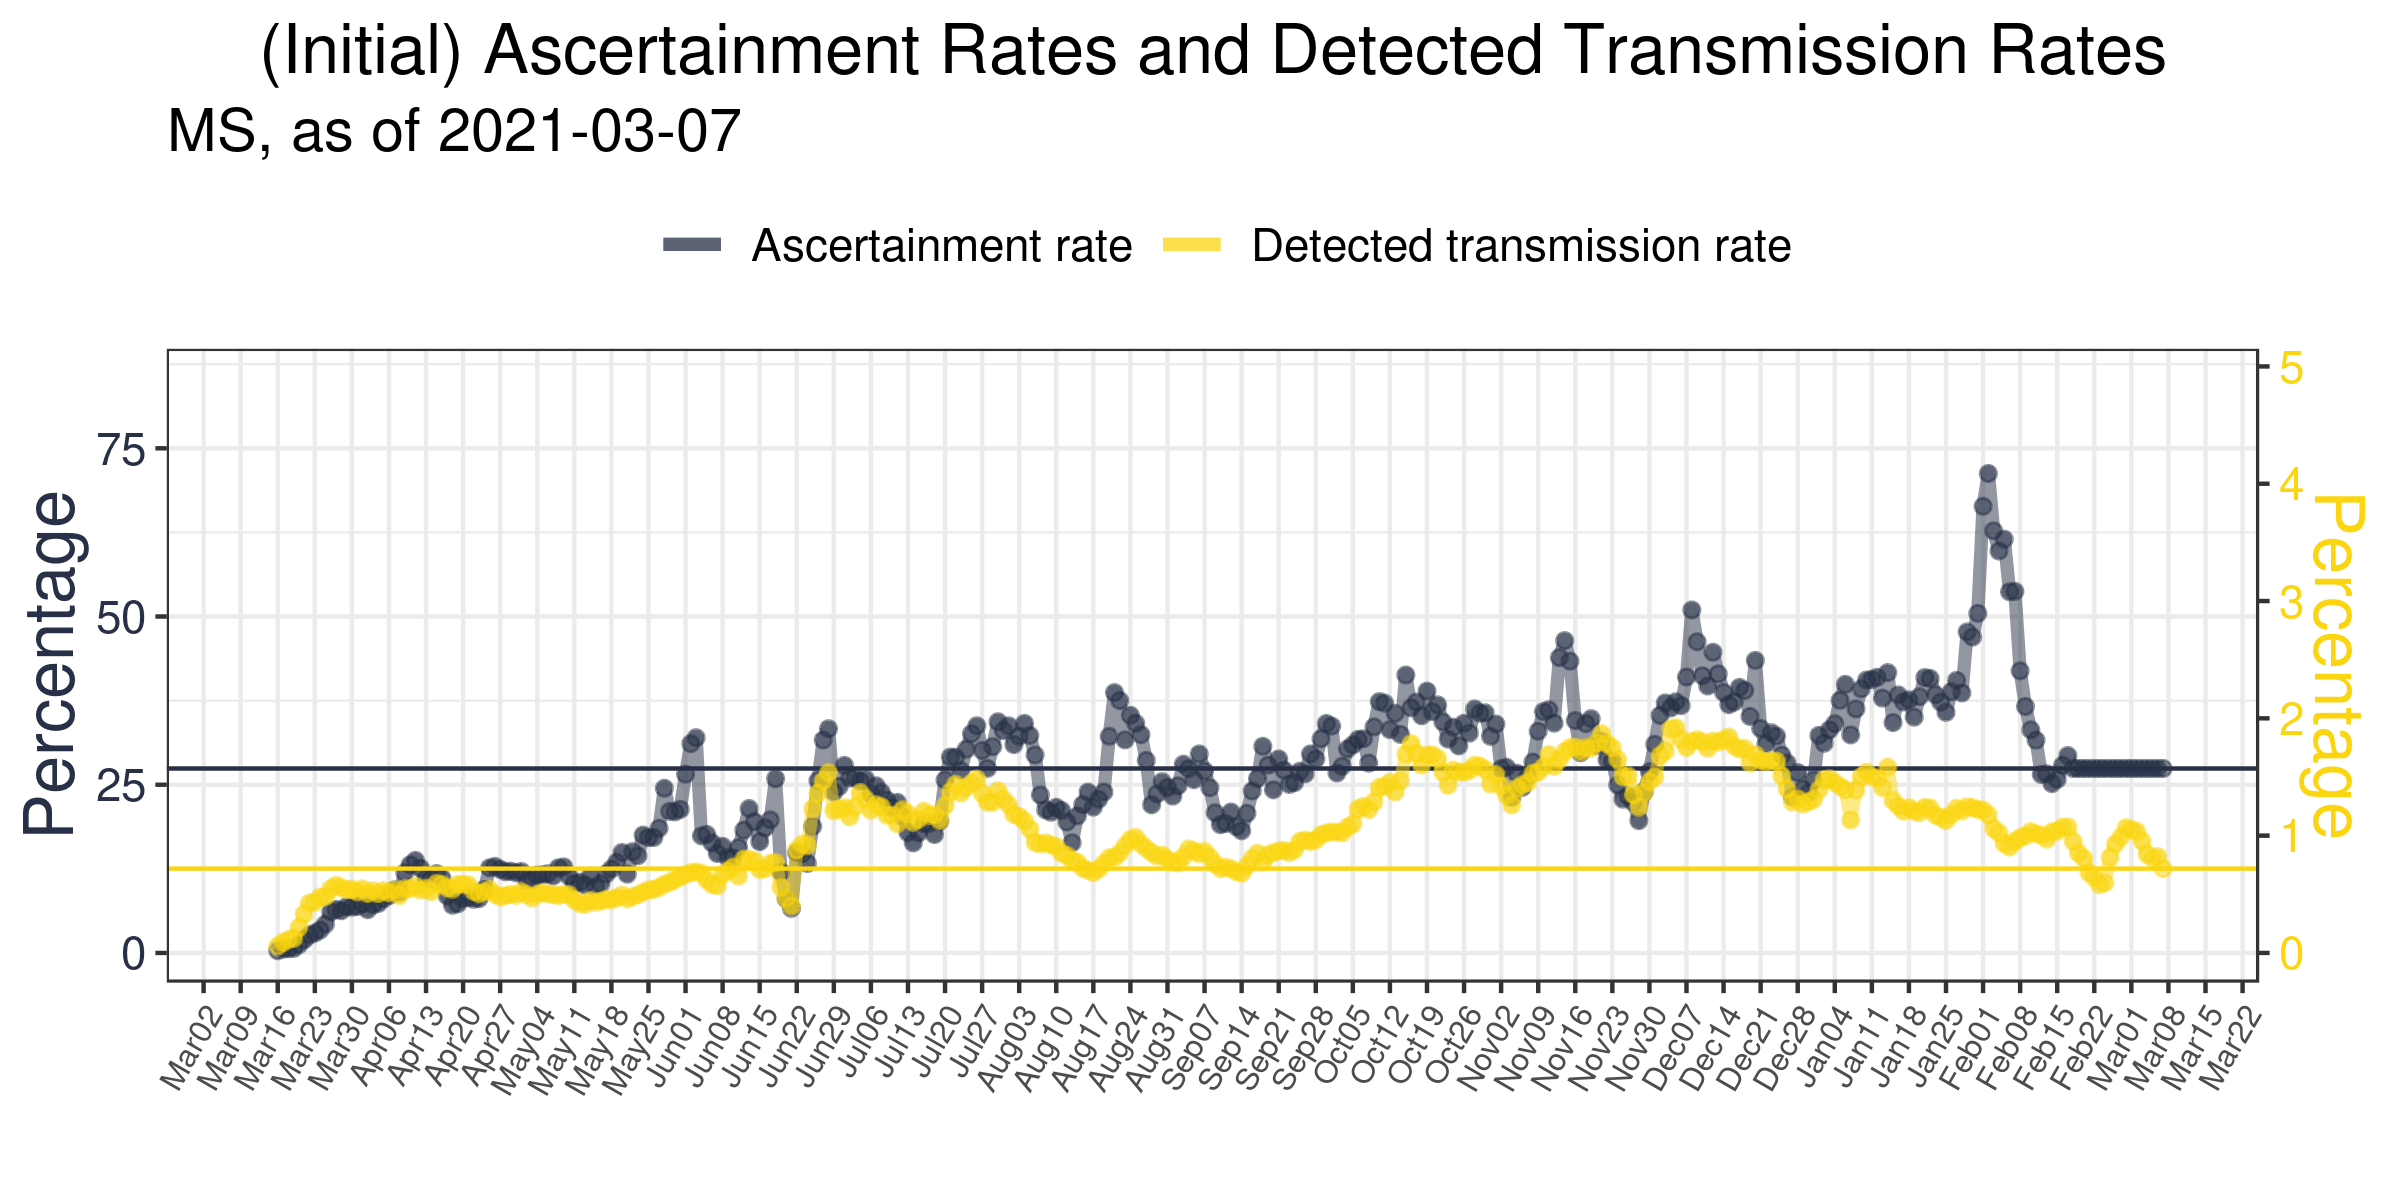 (Initial) Ascertainment Rates and Detected Transmission Rates
MS, as of 2021-03-07
Ascertainment rate
Detected transmission rate
Percentage
75
50
25
0
5
4
3
2
1
0
Percentage
Mar02
Mar09
Mar16
Mar23
Mar30
Apr06
Apr13
Apr20
Apr27
May04
May11
May18
May25
Jun01
Jun08
Jun15
Jun22
Jun29
Jul06
Jul13
Jul20
Jul27
Aug03
Aug10
Aug17
Aug24
Aug31
Sep07
Sep14
Sep21
Sep28
Oct05
Oct12
Oct19
Oct26
Nov02
Nov09
Nov16
Nov23
Nov30
Dec07
Dec14
Dec21
Dec28
Jan04
Jan11
Jan18
Jan25
Feb01
Feb08
Feb15
Feb22
Mar01
Mar08
Mar15
Mar22